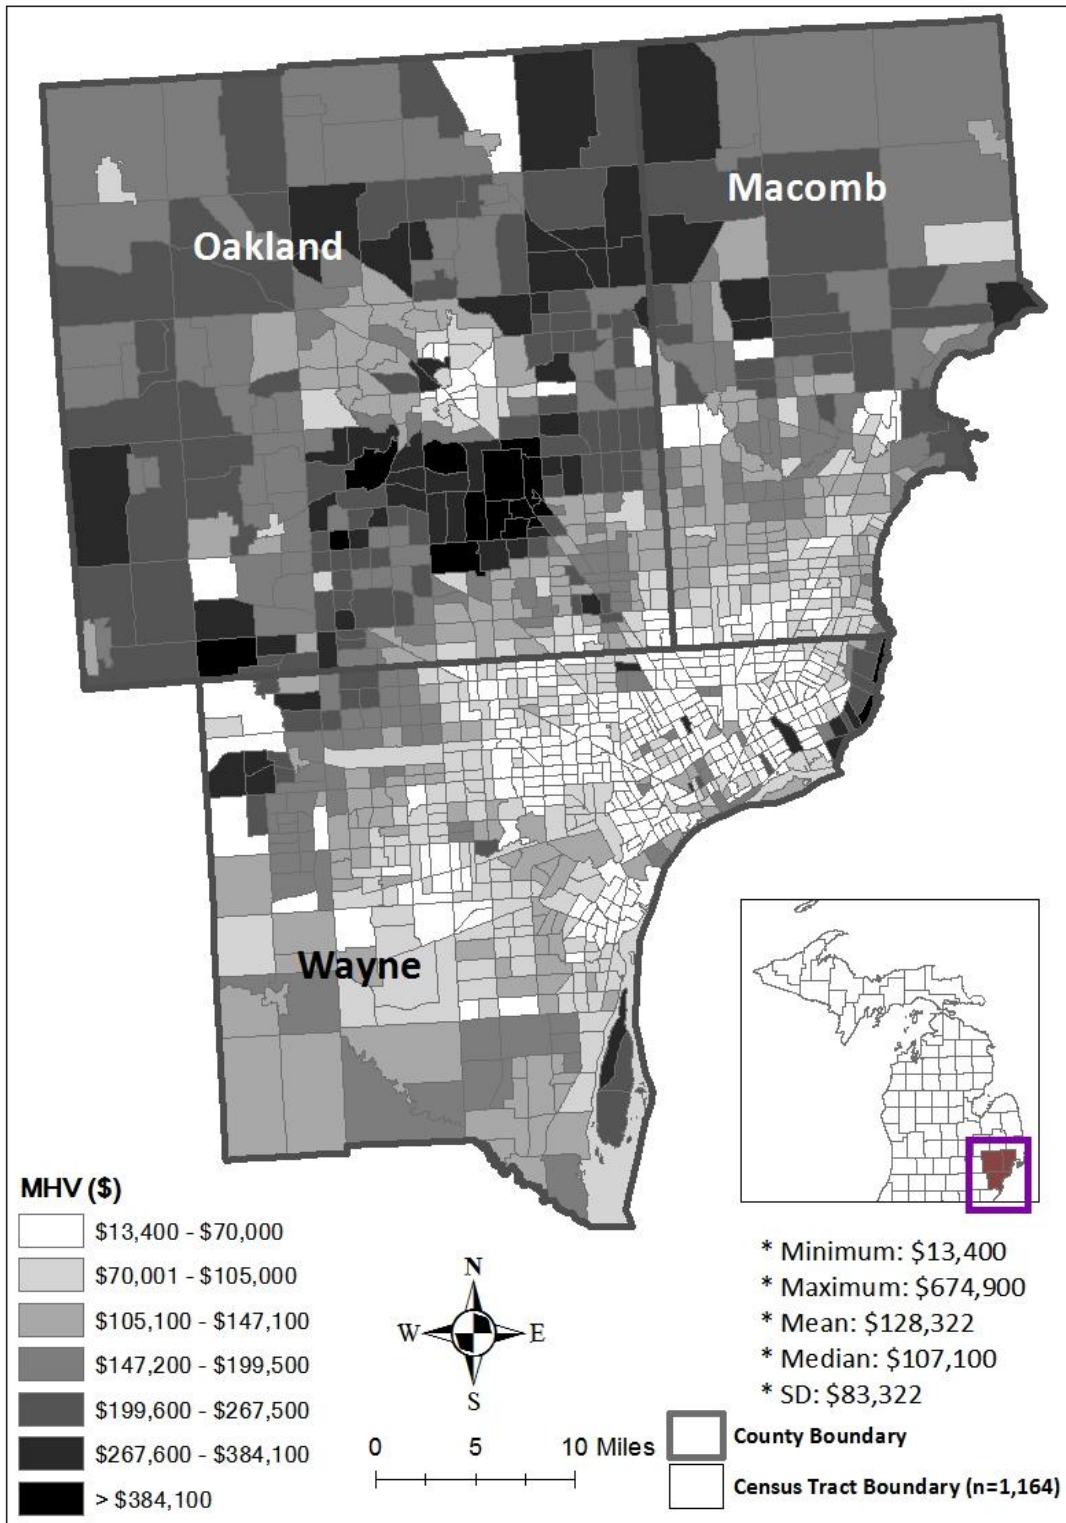 Macomb
Oakland
Wayne
MHV ($)
$13,400 - $70,000
$70,001 - $105,000
$105,100 - $147,100
$147,200 - $199,500
$199,600 - $267,500
$267,600 - $384,100
> $384,100
N
W E
S
0 5 10 Miles
* Minimum: $13,400
* Maximum: $674,900
* Mean: $128,322
* Median: $107,100
* SD: $83,322
County Boundary
Census Tract Boundary (n=1,164)